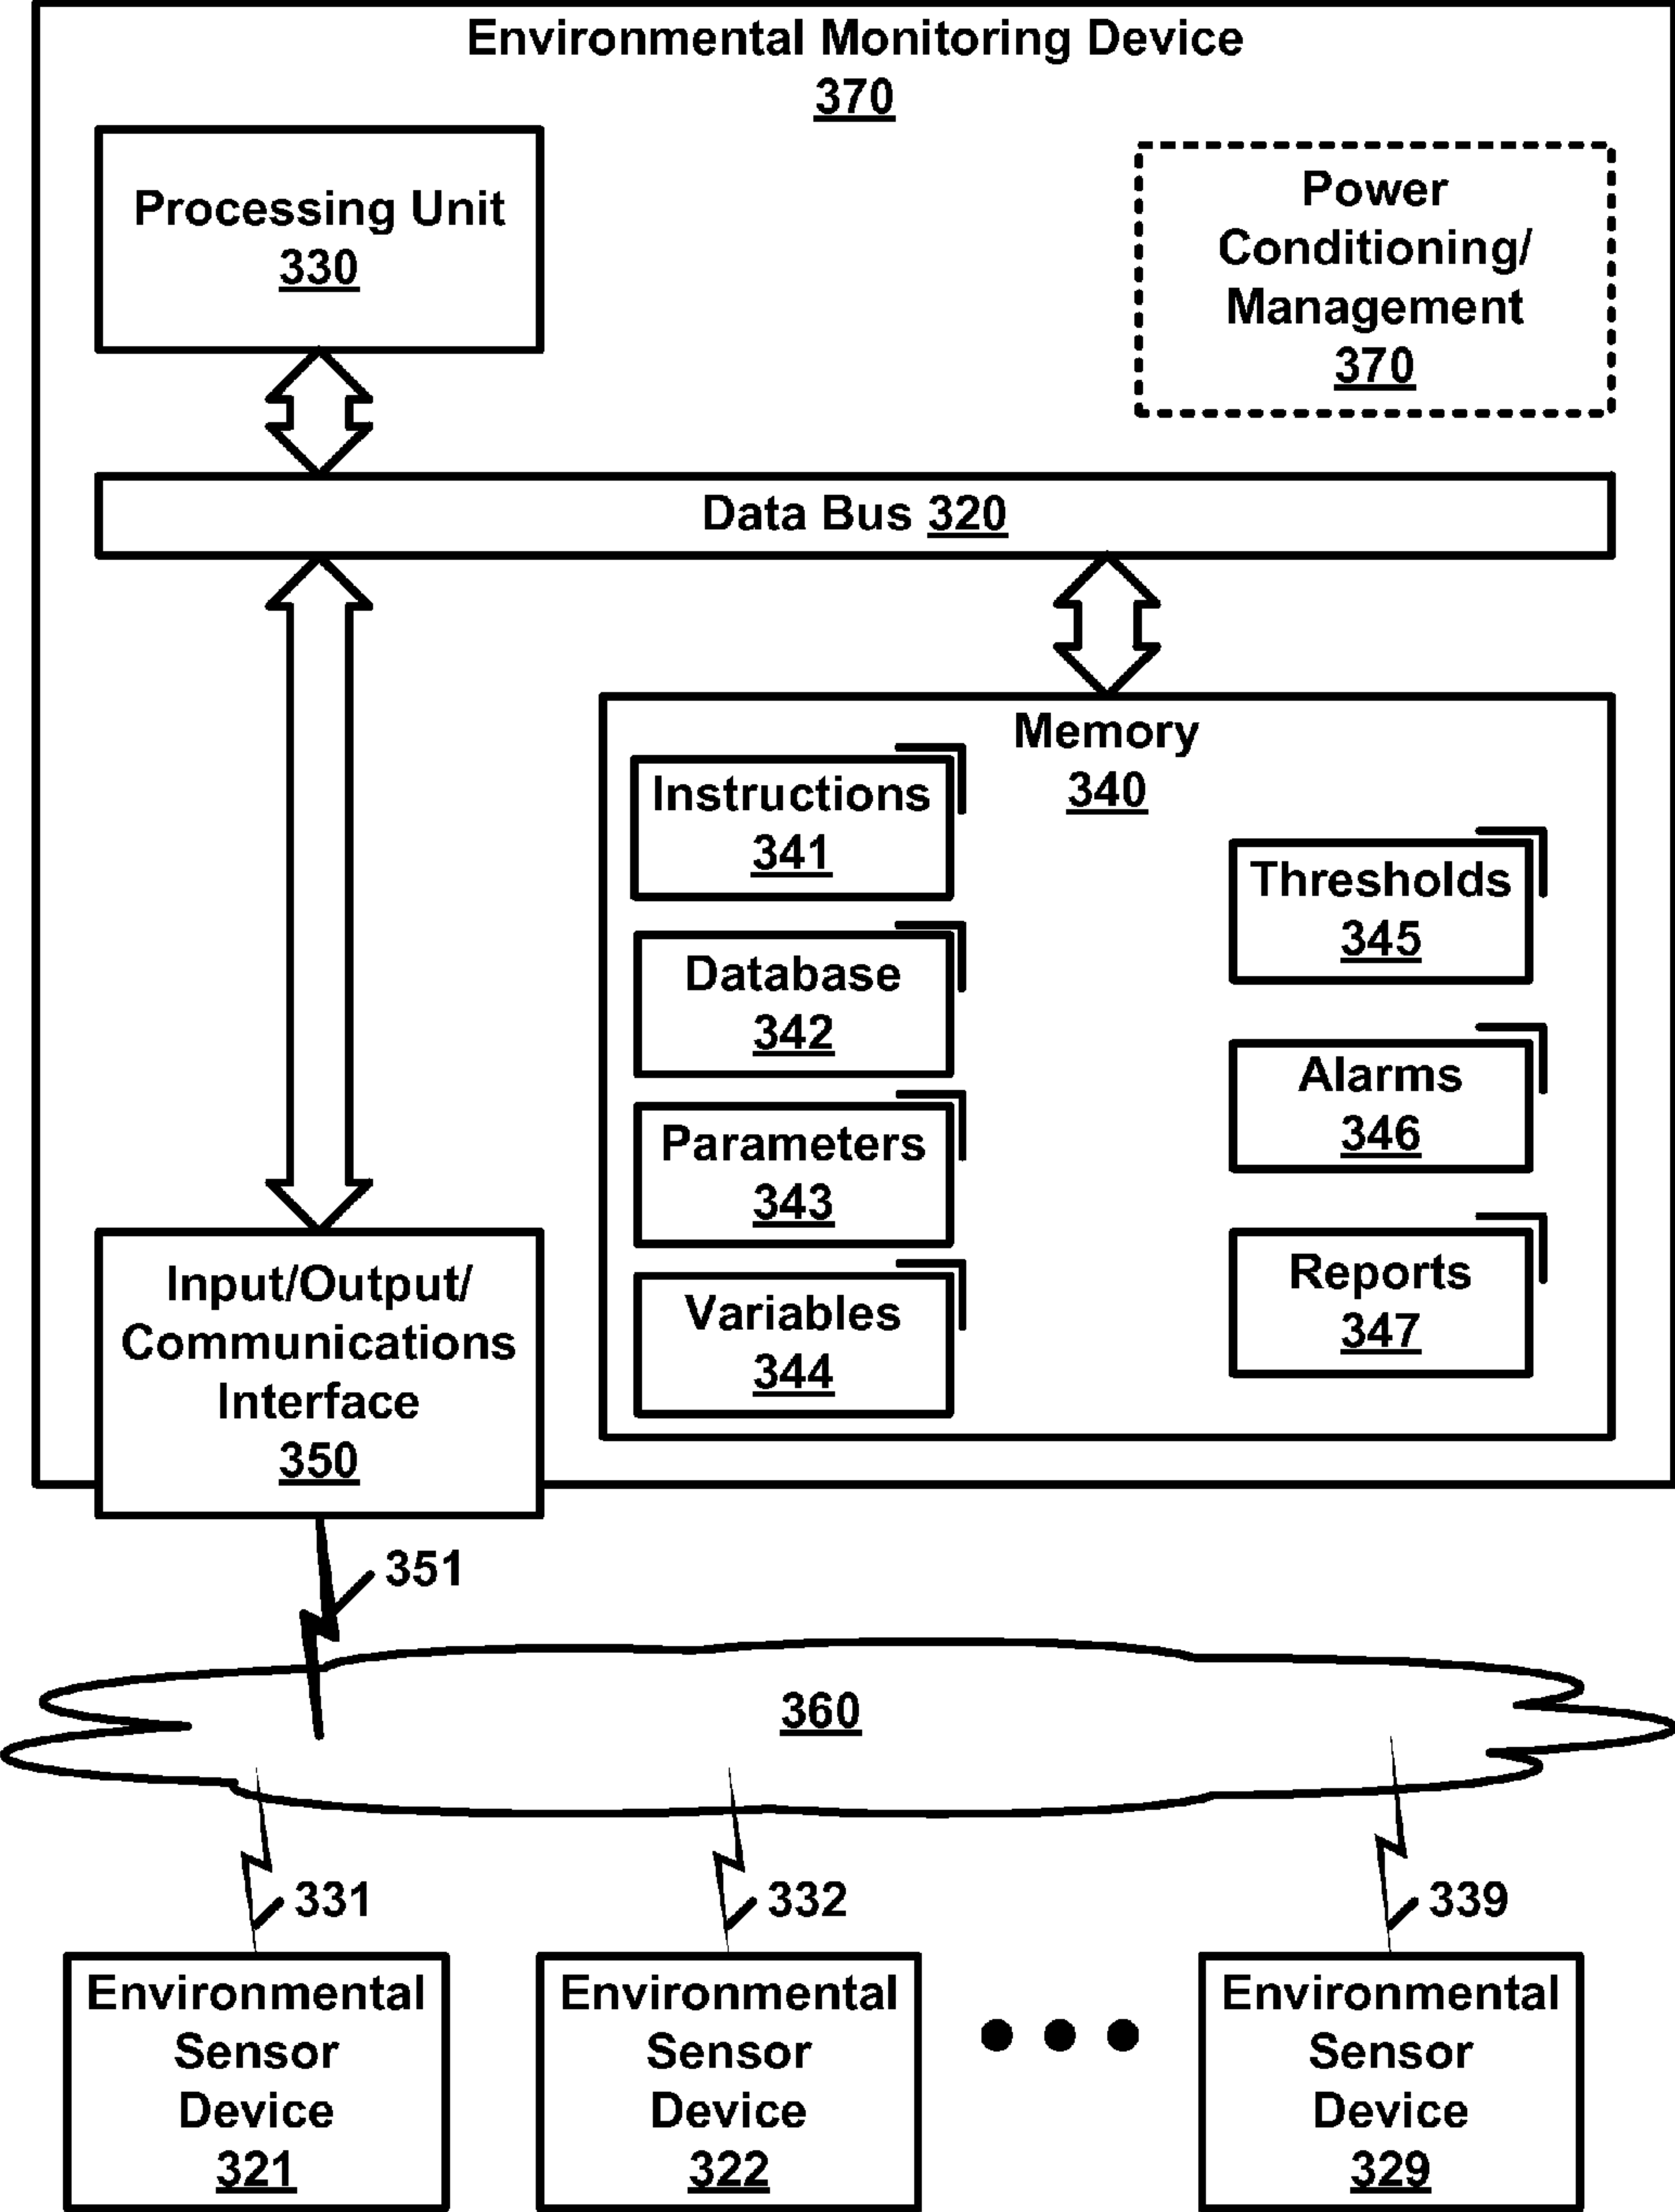 Environmental Monitoring Device
370
Processing Unit
330
Power
Conditioning/
Management
370
Data Bus 320
Memory
340
Instructions
341
Database
342
Parameters
343
Variables
344
Thresholds
345
Alarms
346
Reports
347
Input/Output/
Communications
Interface
350
351
360
331
332
339
Environmental
Sensor
Device
321
Environmental
Sensor
Device
322
Environmental
Sensor
Device
329